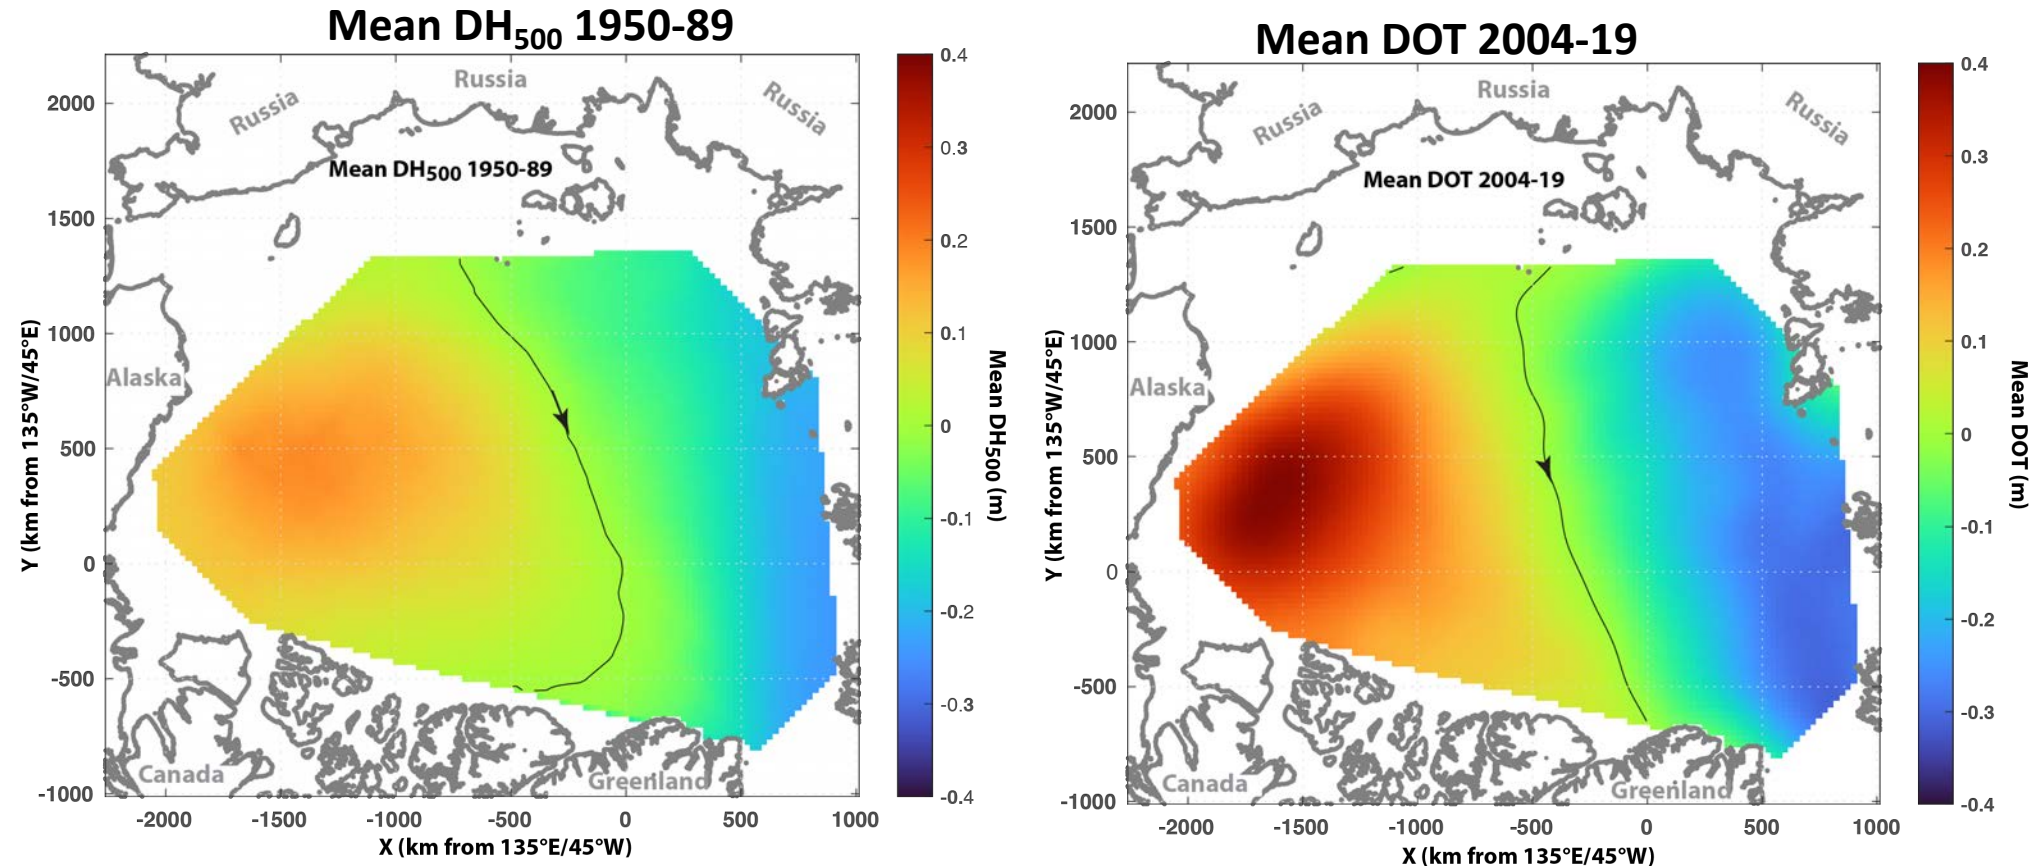 Mean DH500 1950-89
Russia
Russia
Russia
Mean DH500 1950-89
Alaska
Canada
Greenland
2000
1500
1000
500
0
-500
-1000
Y (km from 135°W/45°E)
-2000 -1500 -1000 -500 0 500 1000
X (km from 135°E/45°W)
0.4
0.3
0.2
0.1
0
-0.1
-0.2
-0.3
-0.4
Mean DH500 (m)
Mean DOT 2004-19
Russia
Russia
Russia
Mean DOT 2004-19
Alaska
Canada
Greenland
2000
1500
1000
500
0
-500
-1000
Y (km from 135°W/45°E)
-2000 -1500 -1000 -500 0 500 1000
X (km from 135°E/45°W)
0.4
0.3
0.2
0.1
0
-0.1
-0.2
-0.3
-0.4
Mean DOT (m)